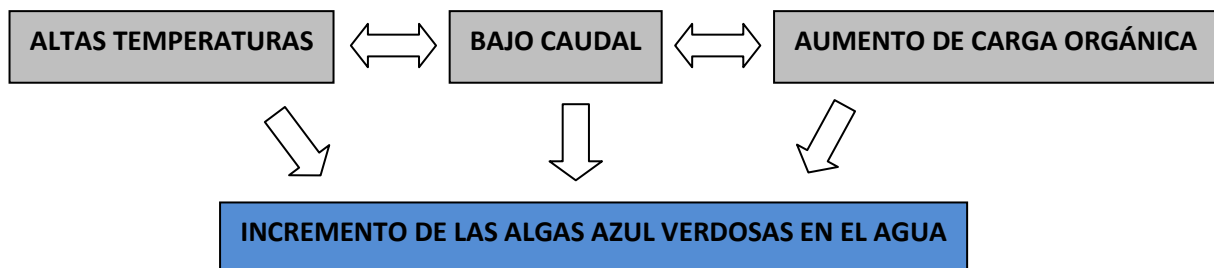 ALTAS TEMPERATURAS
BAJO CAUDAL
AUMENTO DE CARGA ORGÁNICA
INCREMENTO DE LAS ALGAS AZUL VERDOSAS EN EL AGUA